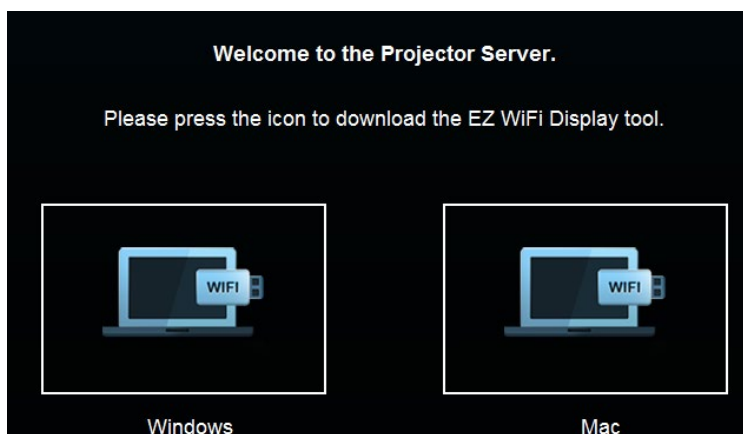 Welcome to the Projector Server.
Please press the icon to download the EZ WiFi Display tool.
WIFI
WIFI
Windows
Mac